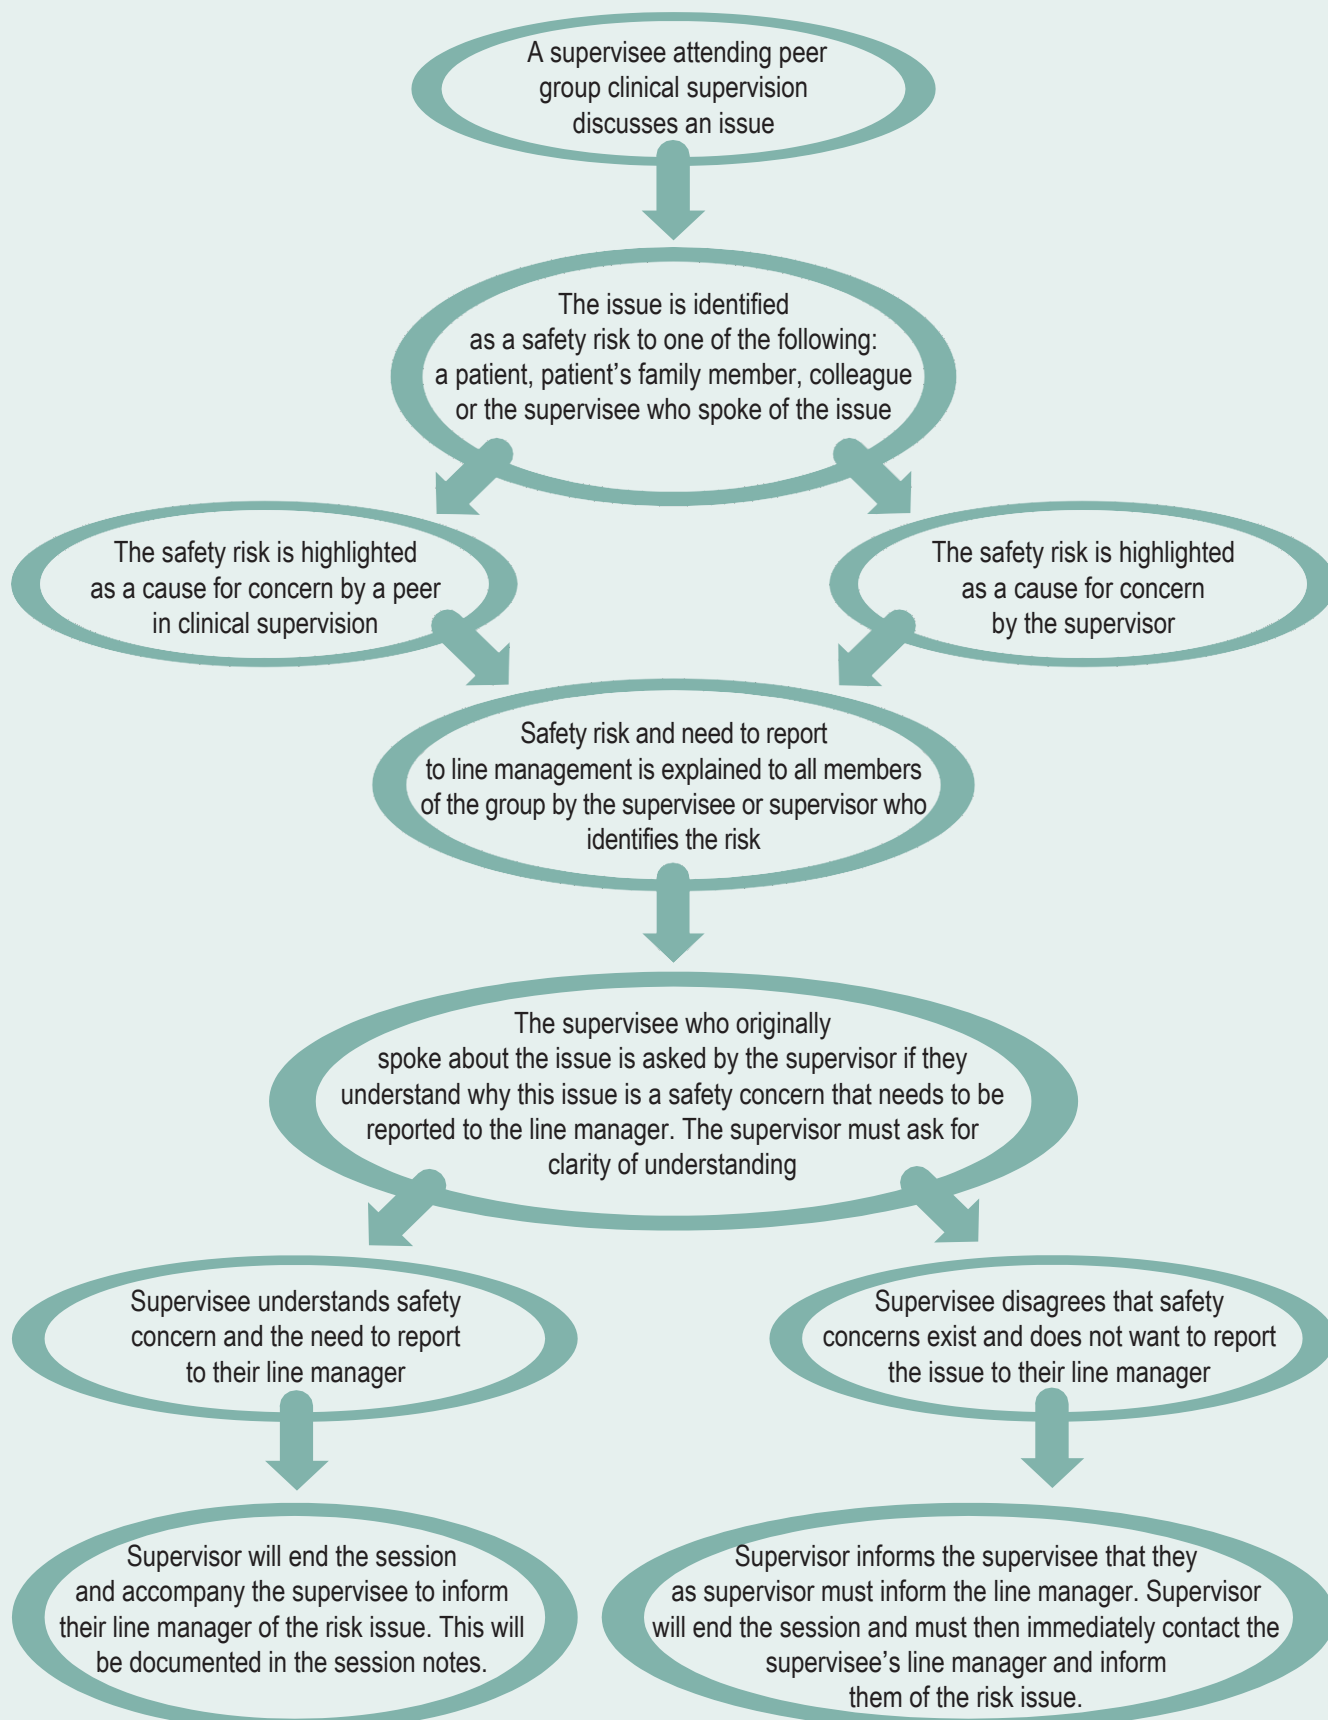 A supervisee attending peer
group clinical supervision
discusses an issue
The issue is identified
as a safety risk to one of the following:
a patient, patient’s family member, colleague
or the supervisee who spoke of the issue
The safety risk is highlighted
as a cause for concern by a peer
in clinical supervision
The safety risk is highlighted
as a cause for concern
by the supervisor
Safety risk and need to report
to line management is explained to all members
of the group by the supervisee or supervisor who
identifies the risk
The supervisee who originally
spoke about the issue is asked by the supervisor if they
understand why this issue is a safety concern that needs to be
reported to the line manager. The supervisor must ask for
clarity of understanding
Supervisee understands safety
concern and the need to report
to their line manager
Supervisee disagrees that safety
concerns exist and does not want to report
the issue to their line manager
Supervisor will end the session
and accompany the supervisee to inform
their line manager of the risk issue. This will
be documented in the session notes.
Supervisor informs the supervisee that they
as supervisor must inform the line manager. Supervisor
will end the session and must then immediately contact the
supervisee’s line manager and inform
them of the risk issue.